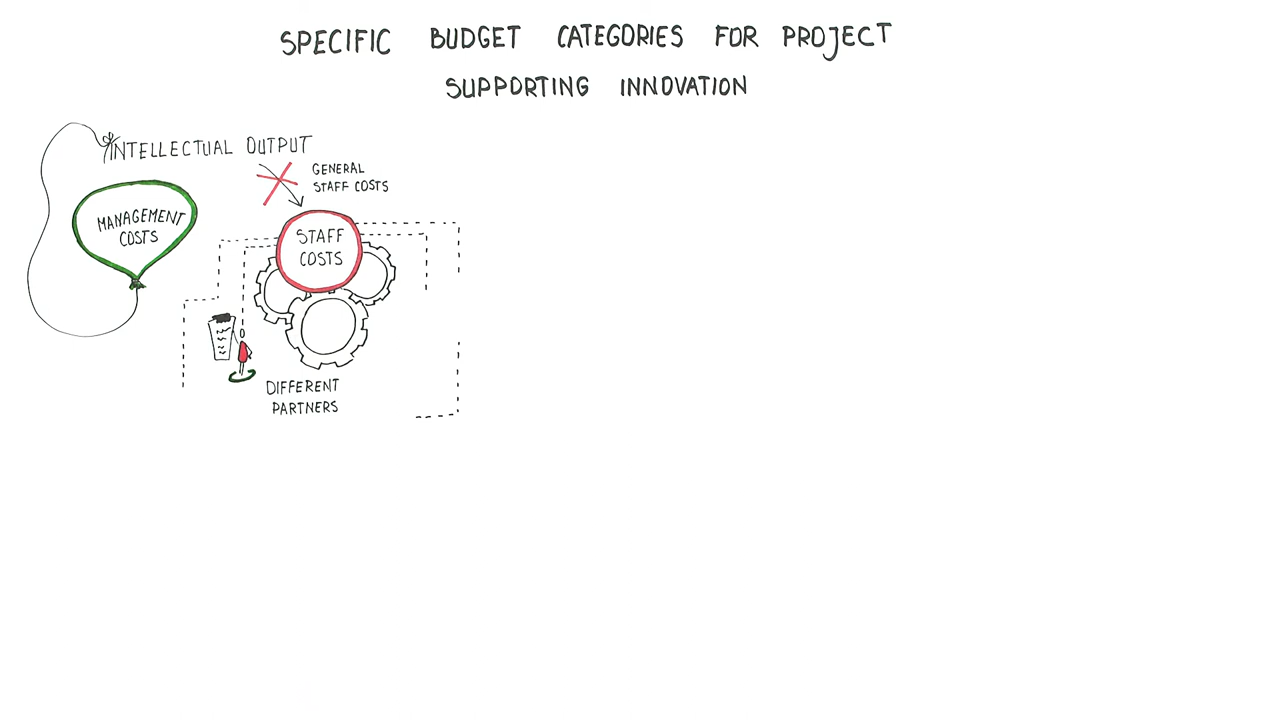 SPECIFIC BUDGET CATEGORIES FOR PROJECT
SUPPORTING INNOVATION
INTELLECTUAL OUTPUT
GENERAL
STAFF COSTS
MANAGEMENT
COSTS
STAFF
COSTS
DIFFERENT
PARTNERS